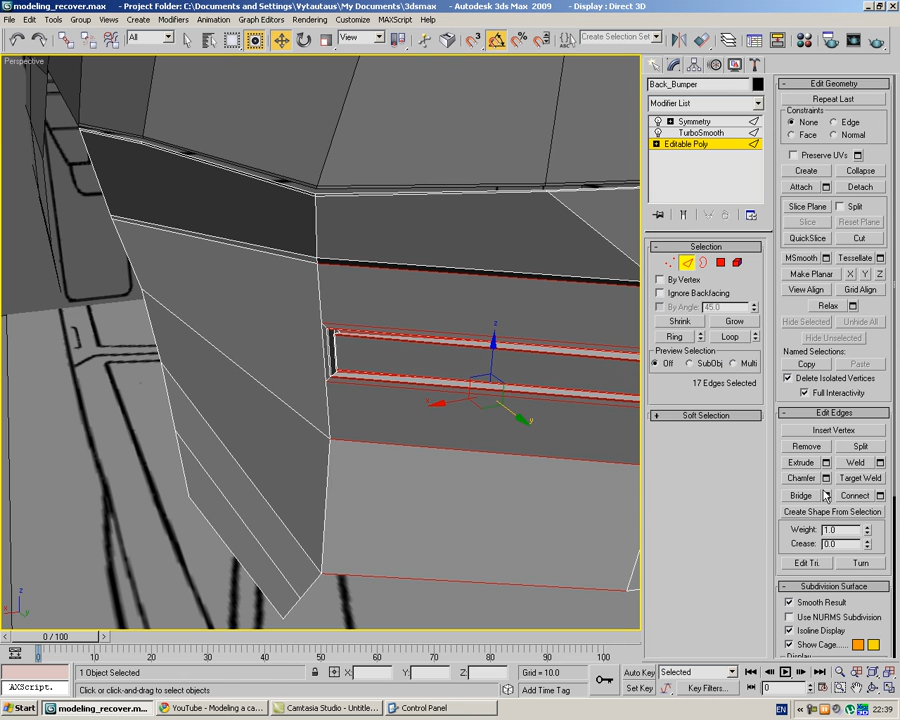 modeling_recover.max - Project Folder: C:\Documents and Settings\Vytautaus\My Documents\3dsmax - Autodesk 3ds Max 2009 - Display : Direct 3D
File Edit Tools Group Views Create Modifiers Animation Graph Editors Rendering Customize MAXScript Help
All View Create Selection Set
Perspective
Back_Bumper
Modifier List
Symmetry
TurboSmooth
Editable Poly
Selection
By Vertex
Ignore Backfacing
By Angle: 45.0
Shrink Grow
Ring Loop
Preview Selection
Off SubObj Multi
17 Edges Selected
Soft Selection
Edit Geometry
Repeat Last
Constraints
None Edge
Face Normal
Preserve UVs
Create Collapse
Attach Detach
Slice Plane Split
Slice Reset Plane
QuickSlice Cut
MSmooth Tessellate
Make Planar X Y Z
View Align Grid Align
Relax
Hide Selected Unhide All
Hide Unselected
Named Selections:
Copy Paste
Delete Isolated Vertices
Full Interactivity
Edit Edges
Insert Vertex
Remove Split
Extrude Weld
Chamfer Target Weld
Bridge Connect
Create Shape From Selection
Weight: 1.0
Crease: 0.0
Edit Tri. Turn
Subdivision Surface
Smooth Result
Use NURMS Subdivision
Isoline Display
Show Cage......
z
x
y
z
x
y
0 / 100
0 10 20 30 40 50 60 70 80 90 100
1 Object Selected X: Y: Z: Grid = 10.0 Auto Key Selected
AXScript. Click or click-and-drag to select objects Add Time Tag Set Key Key Filters... 0
Start modeling_recover.m... YouTube - Modeling a ca... Camtasia Studio - Untitle... Control Panel EN 22:39